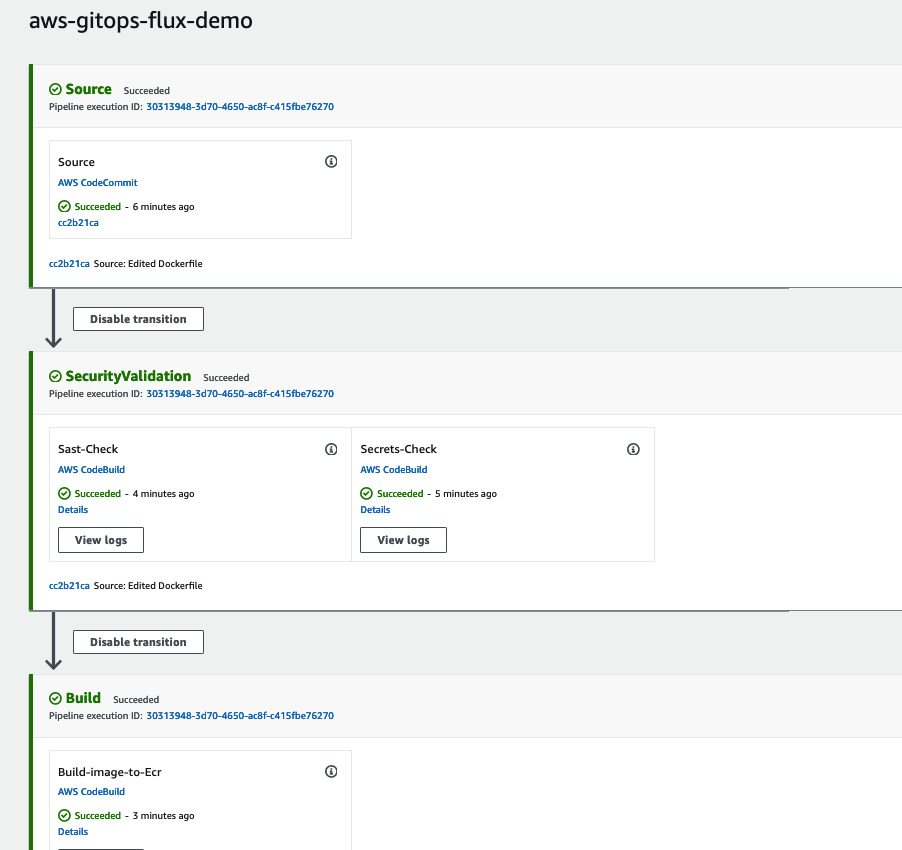 aws-gitops-flux-demo
Source Succeeded
Pipeline execution ID: 30313948-3d70-4650-ac8f-c415fbe76270
Source
AWS CodeCommit
Succeeded - 6 minutes ago
cc2b21ca
cc2b21ca Source: Edited Dockerfile
Disable transition
SecurityValidation Succeeded
Pipeline execution ID: 30313948-3d70-4650-ac8f-c415fbe76270
Sast-Check
AWS CodeBuild
Succeeded - 4 minutes ago
Details
View logs
Secrets-Check
AWS CodeBuild
Succeeded - 5 minutes ago
Details
View logs
cc2b21ca Source: Edited Dockerfile
Disable transition
Build Succeeded
Pipeline execution ID: 30313948-3d70-4650-ac8f-c415fbe76270
Build-image-to-Ecr
AWS CodeBuild
Succeeded - 3 minutes ago
Details